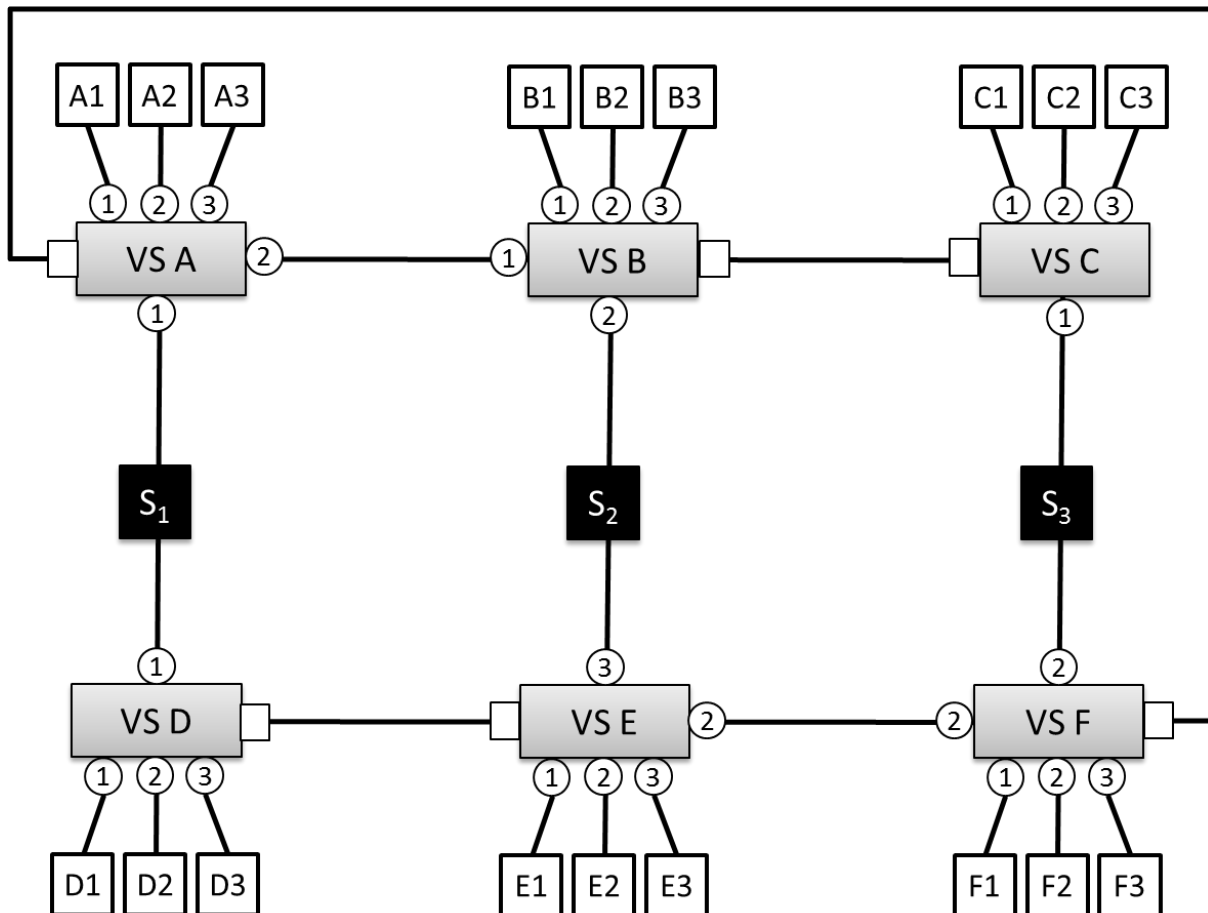 A1 A2 A3 B1 B2 B3 C1 C2 C3
1 2 3 1 2 3 1 2 3
VS A 2 1 VS B VS C
1 2 1
S₁ S₂ S₃
1 3 2
VS D VS E 2 2 VS F
1 2 3 1 2 3 1 2 3
D1 D2 D3 E1 E2 E3 F1 F2 F3